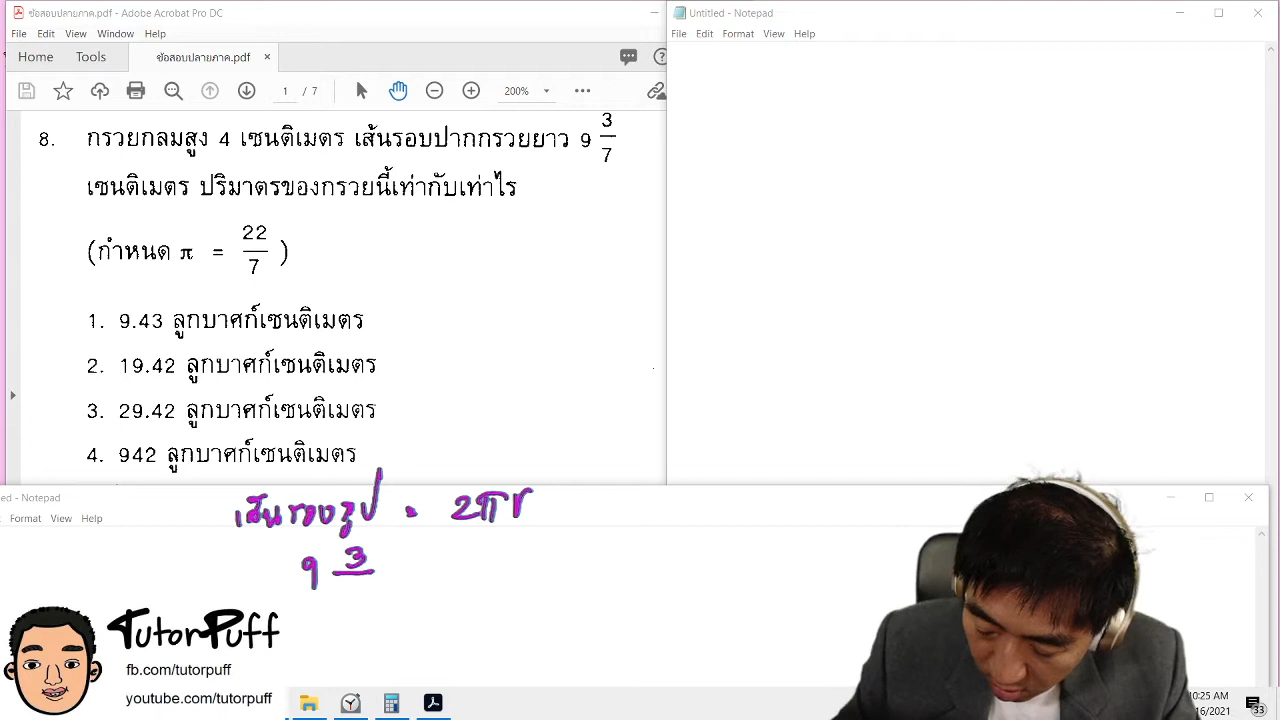 ข้อสอบปลายภาค.pdf - Adobe Acrobat Pro DC
File Edit View Window Help
Home Tools ข้อสอบปลายภาค.pdf ×
1 / 7 200%
8. กรวยกลมสูง 4 เซนติเมตร เส้นรอบปากกรวยยาว 9 3/7
เซนติเมตร ปริมาตรของกรวยนี้เท่ากับเท่าไร
(กำหนด π = 22/7 )
1. 9.43 ลูกบาศก์เซนติเมตร
2. 19.42 ลูกบาศก์เซนติเมตร
3. 29.42 ลูกบาศก์เซนติเมตร
4. 942 ลูกบาศก์เซนติเมตร
Untitled - Notepad
File Edit Format View Help
ed - Notepad
Format View Help
เส้นรอบรูป = 2πr
9 3
TutorPuff
fb.com/tutorpuff
youtube.com/tutorpuff
10:25 AM
16/2021
33